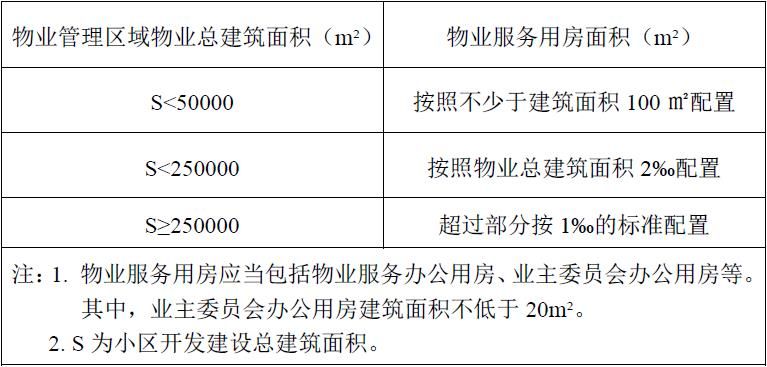 物业管理区域物业总建筑面积（m²） 物业服务用房面积（m²）
S<50000 按照不少于建筑面积 100 ㎡配置
S<250000 按照物业总建筑面积 2‰配置
S≥250000 超过部分按 1‰的标准配置
注：1. 物业服务用房应当包括物业服务办公用房、业主委员会办公用房等。
其中，业主委员会办公用房建筑面积不低于 20m²。
2. S 为小区开发建设总建筑面积。